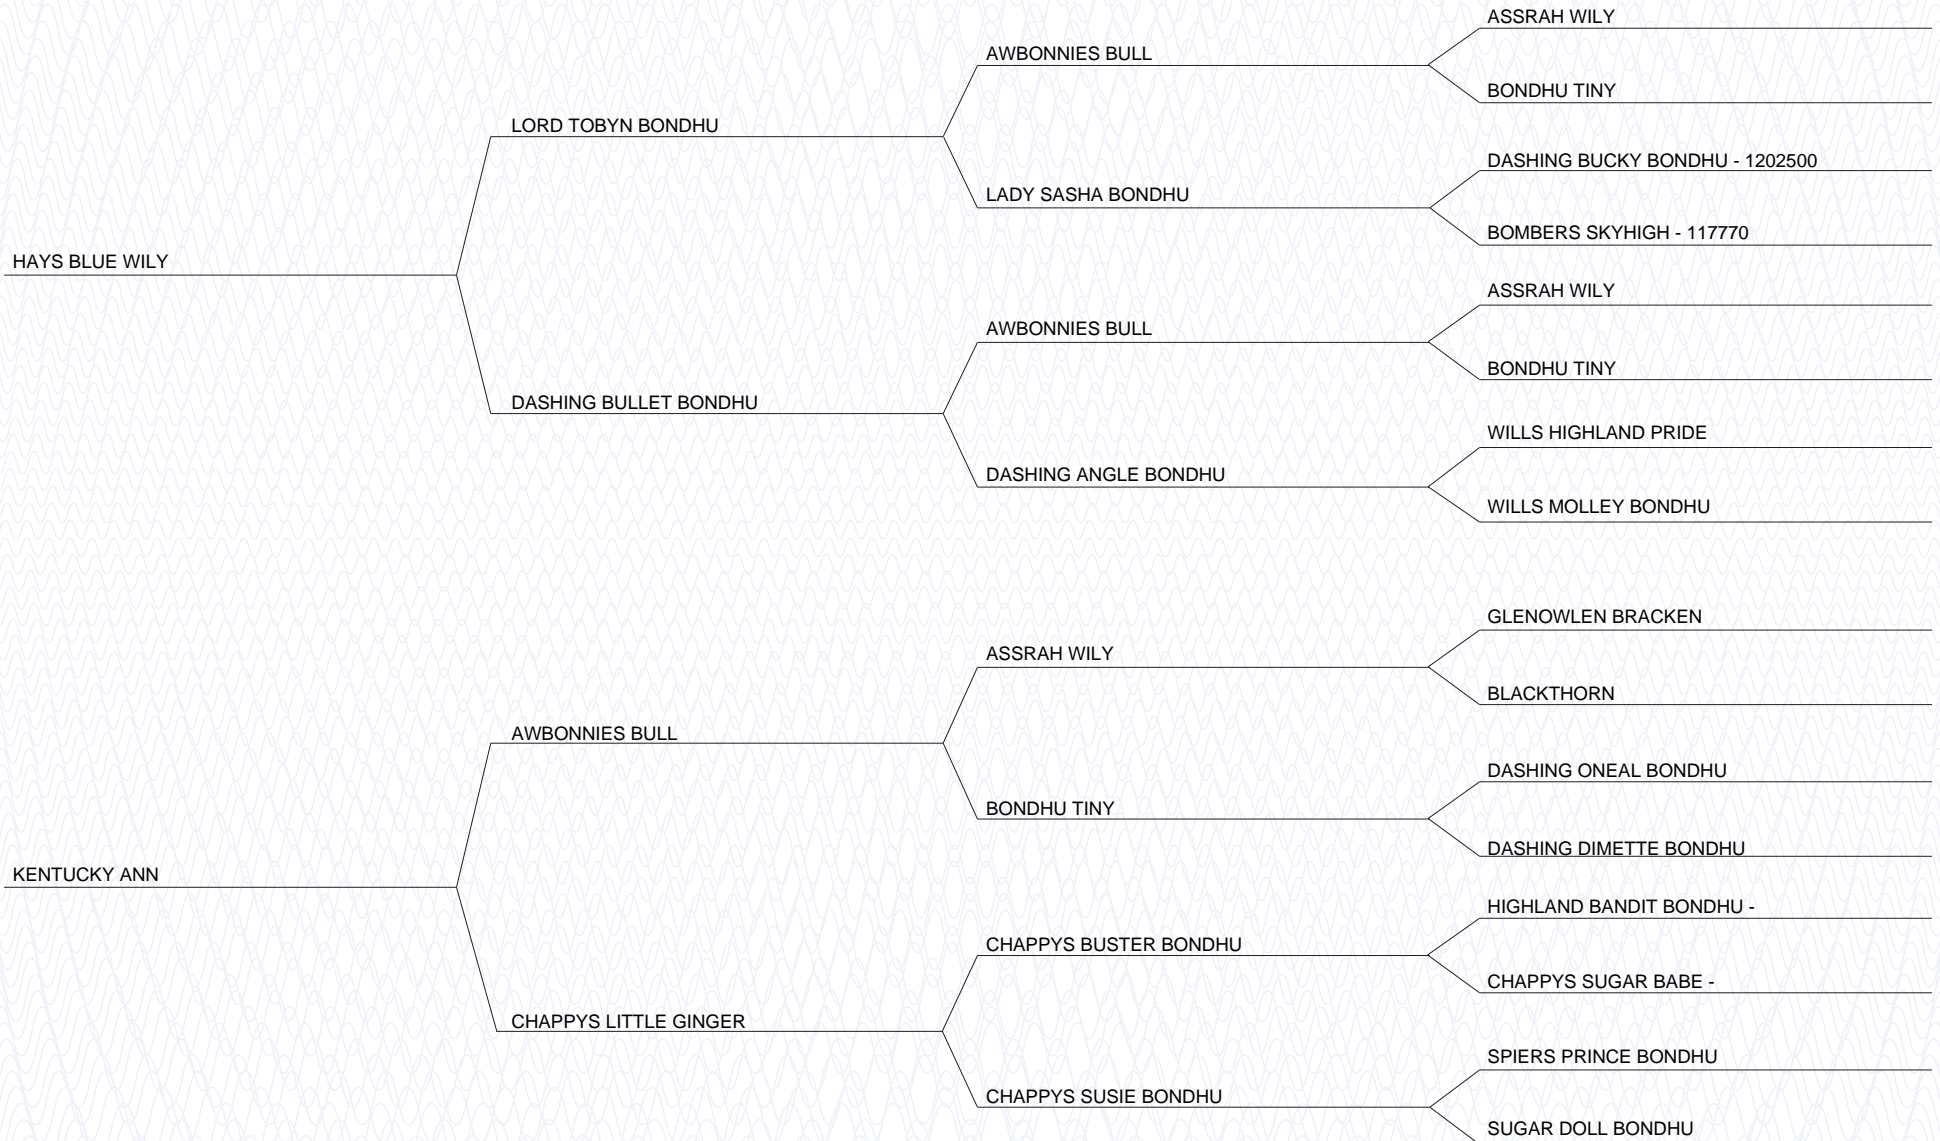 ASSRAH WILY
AWBONNIES BULL
BONDHU TINY
LORD TOBYN BONDHU
DASHING BUCKY BONDHU - 1202500
LADY SASHA BONDHU
BOMBERS SKYHIGH - 117770
HAYS BLUE WILY
ASSRAH WILY
AWBONNIES BULL
BONDHU TINY
DASHING BULLET BONDHU
WILLS HIGHLAND PRIDE
DASHING ANGLE BONDHU
WILLS MOLLEY BONDHU
GLENOWLEN BRACKEN
ASSRAH WILY
BLACKTHORN
AWBONNIES BULL
DASHING ONEAL BONDHU
BONDHU TINY
DASHING DIMETTE BONDHU
KENTUCKY ANN
HIGHLAND BANDIT BONDHU -
CHAPPYS BUSTER BONDHU
CHAPPYS SUGAR BABE -
CHAPPYS LITTLE GINGER
SPIERS PRINCE BONDHU
CHAPPYS SUSIE BONDHU
SUGAR DOLL BONDHU